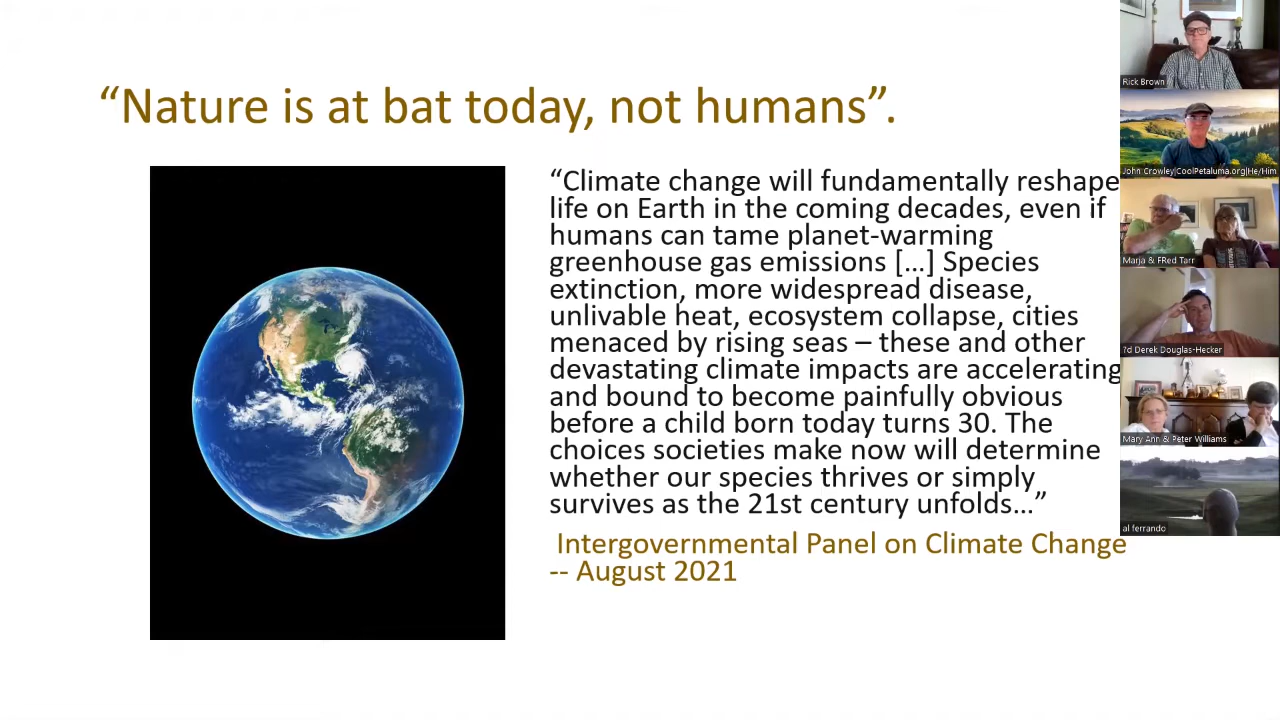 “Nature is at bat today, not humans”.
“Climate change will fundamentally reshape
life on Earth in the coming decades, even if
humans can tame planet-warming
greenhouse gas emissions […] Species
extinction, more widespread disease,
unlivable heat, ecosystem collapse, cities
menaced by rising seas – these and other
devastating climate impacts are accelerating
and bound to become painfully obvious
before a child born today turns 30. The
choices societies make now will determine
whether our species thrives or simply
survives as the 21st century unfolds…”
Intergovernmental Panel on Climate Change
-- August 2021
Rick Brown
John Crowley|CoolPetaluma.org|He/Him
Marja & FRed Tarr
?d Derek Douglas-Hecker
Mary Ann & Peter Williams
al ferrando